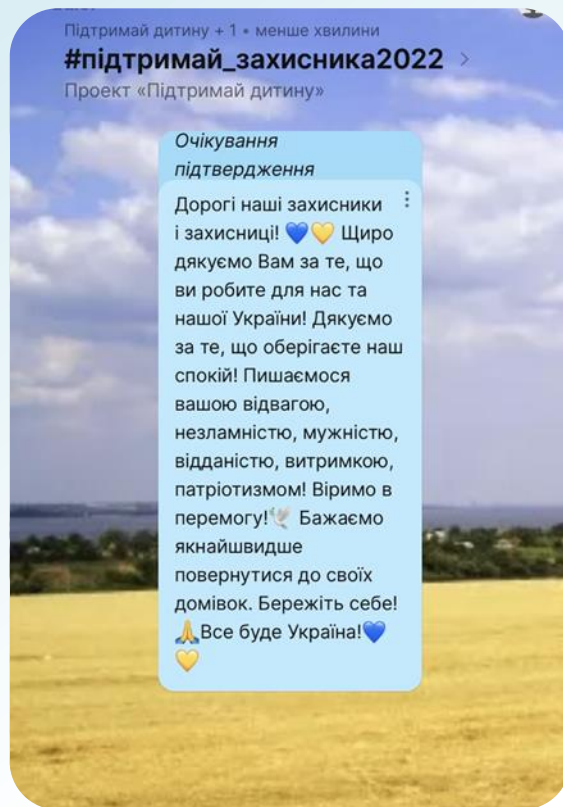 Підтримай дитину + 1 • менше хвилини
#підтримай_захисника2022 >
Проект «Підтримай дитину»
Очікування
підтвердження
Дорогі наші захисники
і захисниці! 💙💛 Щиро
дякуємо Вам за те, що
ви робите для нас та
нашої України! Дякуємо
за те, що оберігаєте наш
спокій! Пишаємося
вашою відвагою,
незламністю, мужністю,
відданістю, витримкою,
патріотизмом! Віримо в
перемогу!🕊️ Бажаємо
якнайшвидше
повернутися до своїх
домівок. Бережіть себе!
🙏Все буде Україна!💙
💛